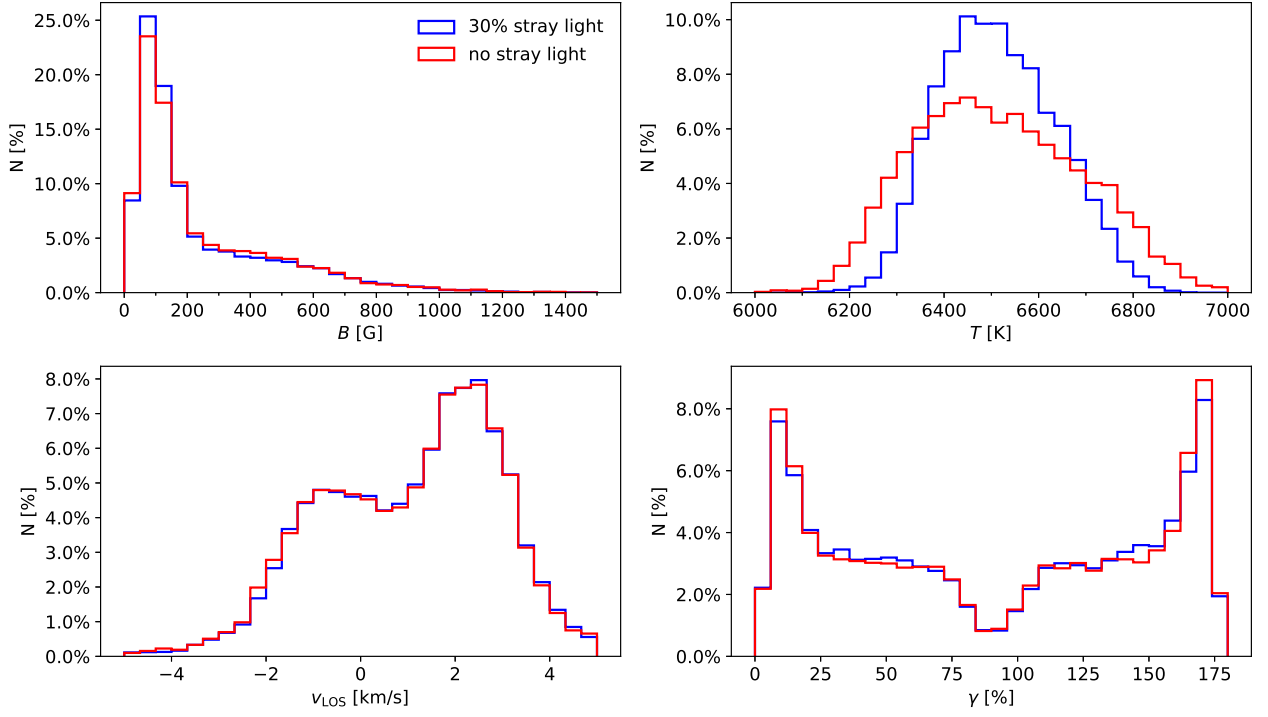 25.0%
20.0%
15.0%
10.0%
5.0%
0.0%
N [%]
0 200 400 600 800 1000 1200 1400
B [G]
30% stray light
no stray light
10.0%
8.0%
6.0%
4.0%
2.0%
0.0%
N [%]
6000 6200 6400 6600 6800 7000
T [K]
8.0%
7.0%
6.0%
5.0%
4.0%
3.0%
2.0%
1.0%
0.0%
N [%]
−4 −2 0 2 4
v_LOS [km/s]
8.0%
6.0%
4.0%
2.0%
0.0%
N [%]
0 25 50 75 100 125 150 175
γ [%]